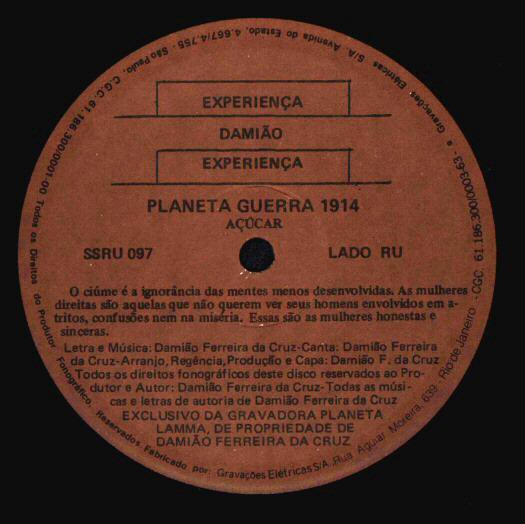 EXPERIENÇA
DAMIÃO
EXPERIENÇA
PLANETA GUERRA 1914
AÇÚCAR
SSRU 097
LADO RU
O ciúme é a ignorância das mentes menos desenvolvidas. As mulheres
direitas são aquelas que não querem ver seus homens envolvidos em a-
tritos, confusões nem na miséria. Essas são as mulheres honestas e
sinceras.
Letra e Música: Damião Ferreira da Cruz-Canta: Damião Ferreira
da Cruz-Arranjo, Regência, Produção e Capa: Damião F. da Cruz
Todos os direitos fonográficos deste disco reservados ao Pro-
dutor e Autor: Damião Ferreira da Cruz-Todas as músi-
cas e letras de autoria de Damião Ferreira da Cruz
EXCLUSIVO DA GRAVADORA PLANETA
LAMMA, DE PROPRIEDADE DE
DAMIÃO FERREIRA DA CRUZ
Todos os Direitos do Produtor Fonográfico Reservados Fabricado por: Gravações Elétricas S/A., Rua Aguiar Moreira, 639 - Rio de Janeiro - CGC. 61.186.300/0003-63 - e Gravações Elétricas S/A. Avenida do Estado, 4.667/4.755 - São Paulo, C.G.C. 61.186.300/0001.00